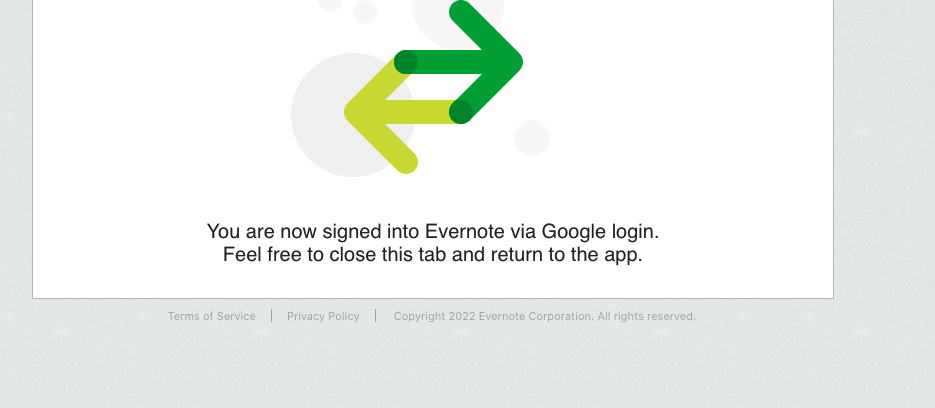 You are now signed into Evernote via Google login.
Feel free to close this tab and return to the app.
Terms of Service | Privacy Policy | Copyright 2022 Evernote Corporation. All rights reserved.